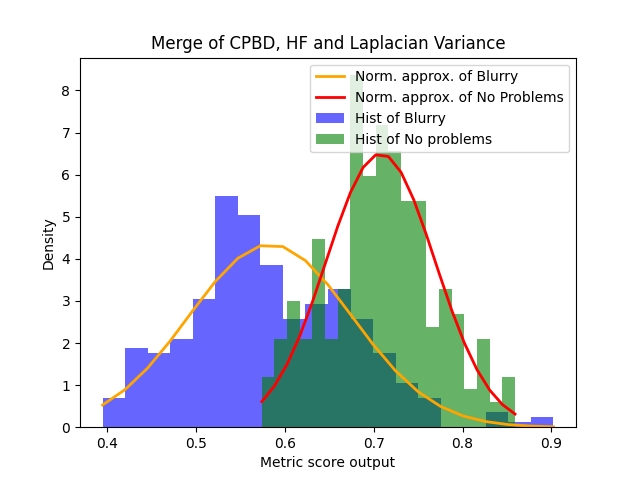 Merge of CPBD, HF and Laplacian Variance
Norm. approx. of Blurry
Norm. approx. of No Problems
Hist of Blurry
Hist of No problems
Density
8
7
6
5
4
3
2
1
0
0.4 0.5 0.6 0.7 0.8 0.9
Metric score output